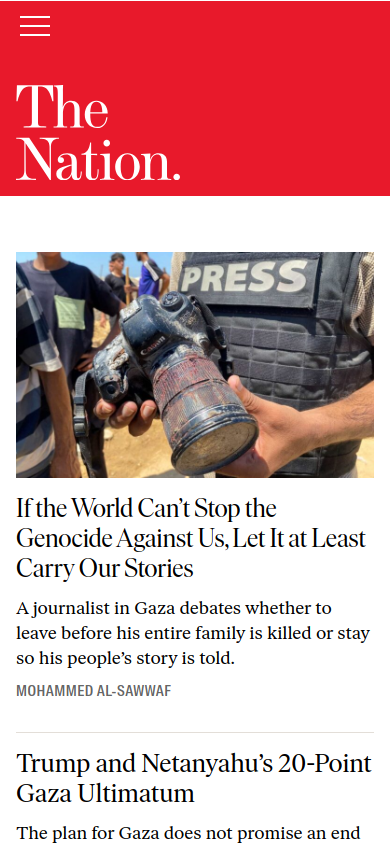 The
Nation.
PRESS
Canon
If the World Can’t Stop the
Genocide Against Us, Let It at Least
Carry Our Stories
A journalist in Gaza debates whether to
leave before his entire family is killed or stay
so his people’s story is told.
MOHAMMED AL-SAWWAF
Trump and Netanyahu’s 20-Point
Gaza Ultimatum
The plan for Gaza does not promise an end